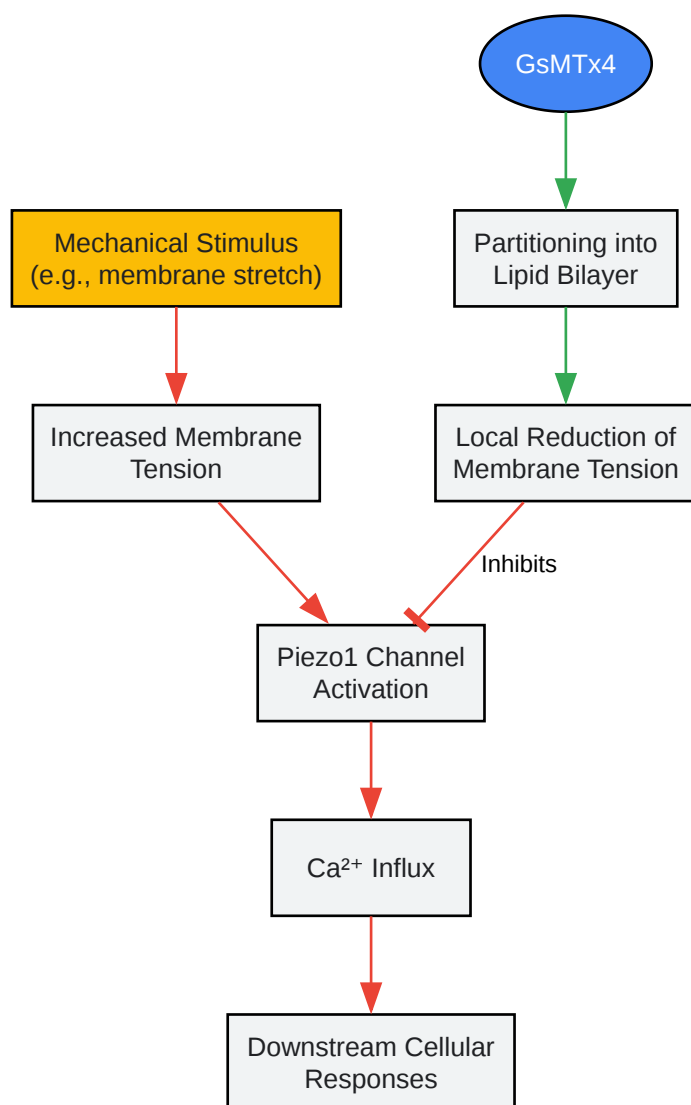 GsMTx4
Mechanical Stimulus
(e.g., membrane stretch)
Partitioning into
Lipid Bilayer
Increased Membrane
Tension
Local Reduction of
Membrane Tension
Inhibits
Piezo1 Channel
Activation
Ca²⁺ Influx
Downstream Cellular
Responses